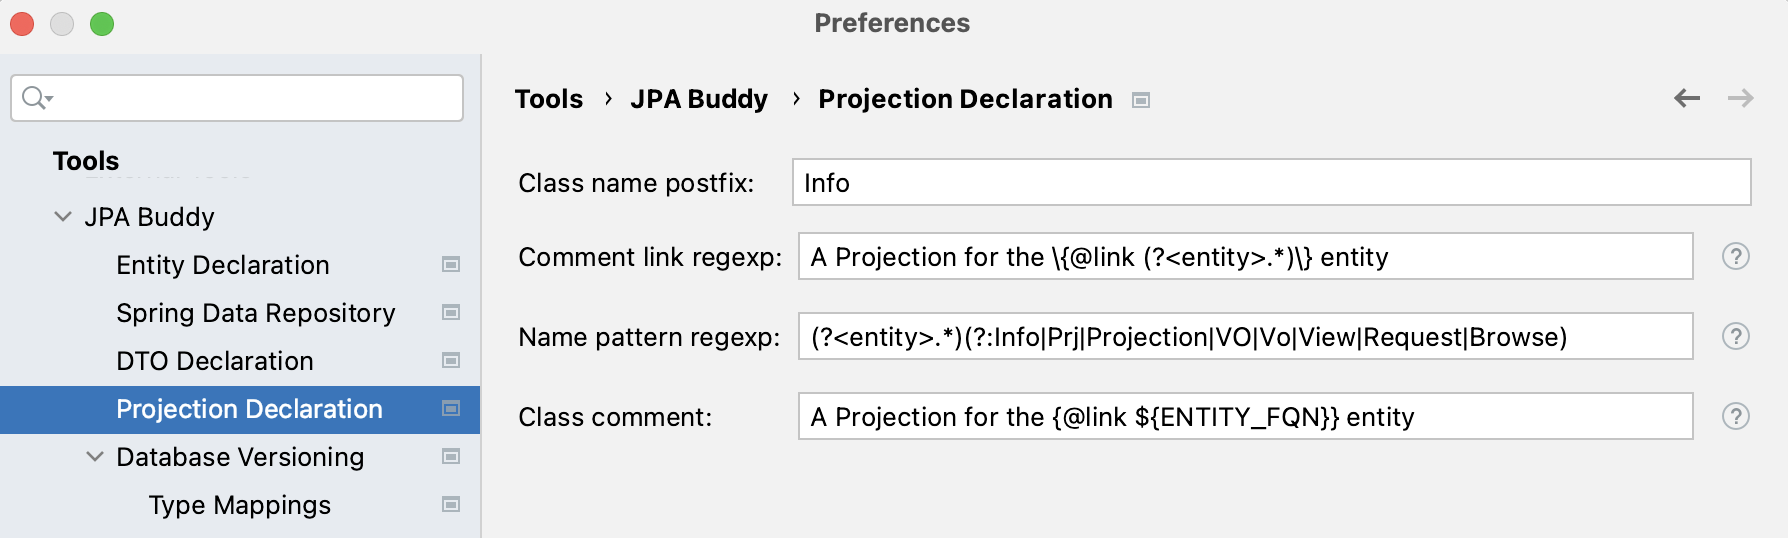 Preferences
Tools
JPA Buddy
Entity Declaration
Spring Data Repository
DTO Declaration
Projection Declaration
Database Versioning
Type Mappings
Tools › JPA Buddy › Projection Declaration
Class name postfix: Info
Comment link regexp: A Projection for the \{@link (?<entity>.*)\} entity
Name pattern regexp: (?<entity>.*)(?:Info|Prj|Projection|VO|Vo|View|Request|Browse)
Class comment: A Projection for the {@link ${ENTITY_FQN}} entity